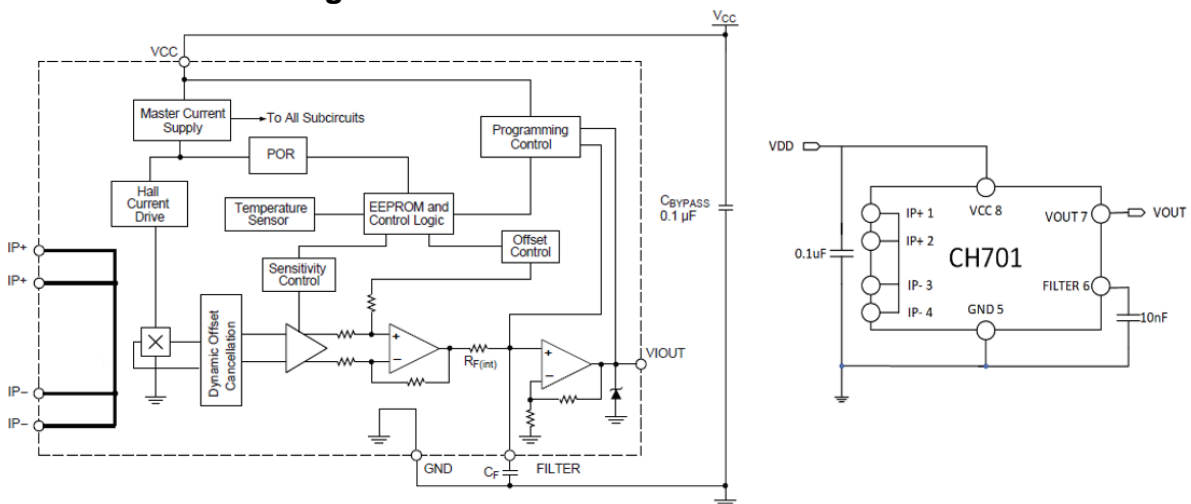 VCC
VCC
Master Current
Supply
To All Subcircuits
POR
Programming
Control
Hall
Current
Drive
Temperature
Sensor
EEPROM and
Control Logic
CBYPASS
0.1 µF
Offset
Control
Sensitivity
Control
IP+
IP+
IP−
IP−
Dynamic Offset
Cancellation
+
−
RF(int)
+
−
VIOUT
GND
CF
FILTER
VDD
VCC 8
IP+ 1
IP+ 2
IP- 3
IP- 4
0.1uF
CH701
VOUT 7
VOUT
FILTER 6
GND 5
10nF